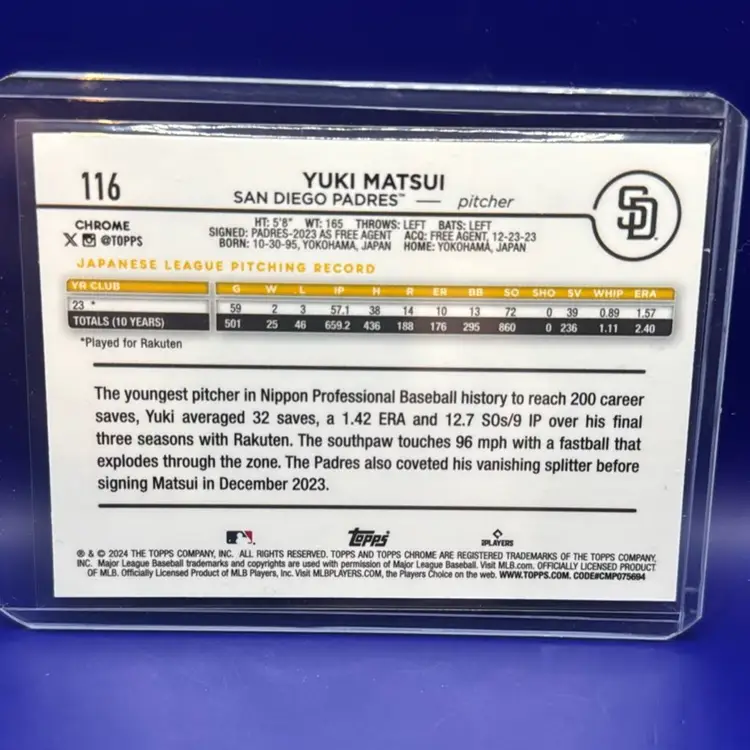 116
YUKI MATSUI
SAN DIEGO PADRES™ — pitcher
SD
CHROME
X @TOPPS
HT: 5'8" WT: 165 THROWS: LEFT BATS: LEFT
SIGNED: PADRES-2023 AS FREE AGENT ACQ: FREE AGENT, 12-23-23
BORN: 10-30-95, YOKOHAMA, JAPAN HOME: YOKOHAMA, JAPAN
JAPANESE LEAGUE PITCHING RECORD
YR CLUB G W L IP H R ER BB SO SHO SV WHIP ERA
23 * 59 2 3 57.1 38 14 10 13 72 0 39 0.89 1.57
TOTALS (10 YEARS) 501 25 46 659.2 436 188 176 295 860 0 236 1.11 2.40
*Played for Rakuten
The youngest pitcher in Nippon Professional Baseball history to reach 200 career
saves, Yuki averaged 32 saves, a 1.42 ERA and 12.7 SOs/9 IP over his final
three seasons with Rakuten. The southpaw touches 96 mph with a fastball that
explodes through the zone. The Padres also coveted his vanishing splitter before
signing Matsui in December 2023.
Topps
PLAYERS
® & © 2024 THE TOPPS COMPANY, INC. ALL RIGHTS RESERVED. TOPPS AND TOPPS CHROME ARE REGISTERED TRADEMARKS OF THE TOPPS COMPANY,
INC. Major League Baseball trademarks and copyrights are used with permission of Major League Baseball. Visit MLB.com. OFFICIALLY LICENSED PRODUCT
OF MLB. Officially Licensed Product of MLB Players, Inc. Visit MLBPLAYERS.COM, the Players Choice on the web. WWW.TOPPS.COM. CODE#CMP075694